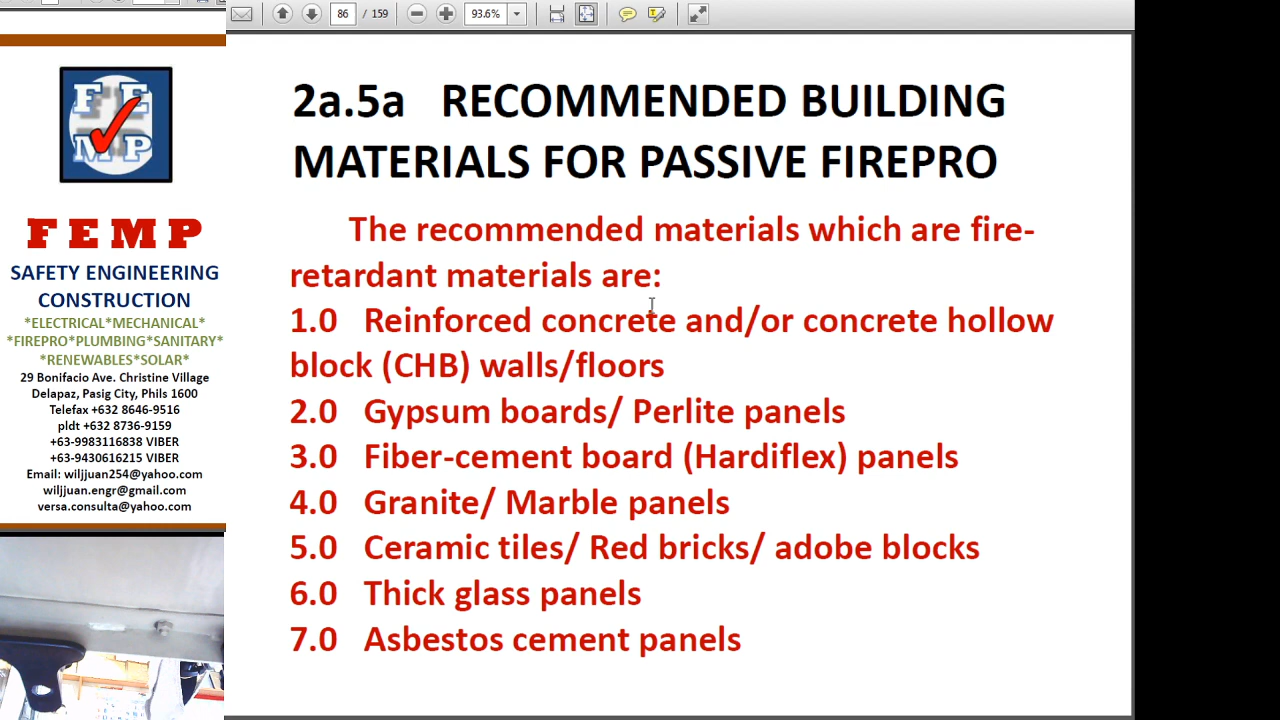 86 / 159
93.6%
F E
M P
F E M P
SAFETY ENGINEERING
CONSTRUCTION
*ELECTRICAL*MECHANICAL*
*FIREPRO*PLUMBING*SANITARY*
*RENEWABLES*SOLAR*
29 Bonifacio Ave. Christine Village
Delapaz, Pasig City, Phils 1600
Telefax +632 8646-9516
pldt +632 8736-9159
+63-9983116838 VIBER
+63-9430616215 VIBER
Email: wiljjuan254@yahoo.com
wiljjuan.engr@gmail.com
versa.consulta@yahoo.com
2a.5a RECOMMENDED BUILDING
MATERIALS FOR PASSIVE FIREPRO
The recommended materials which are fire-
retardant materials are:
1.0 Reinforced concrete and/or concrete hollow
block (CHB) walls/floors
2.0 Gypsum boards/ Perlite panels
3.0 Fiber-cement board (Hardiflex) panels
4.0 Granite/ Marble panels
5.0 Ceramic tiles/ Red bricks/ adobe blocks
6.0 Thick glass panels
7.0 Asbestos cement panels